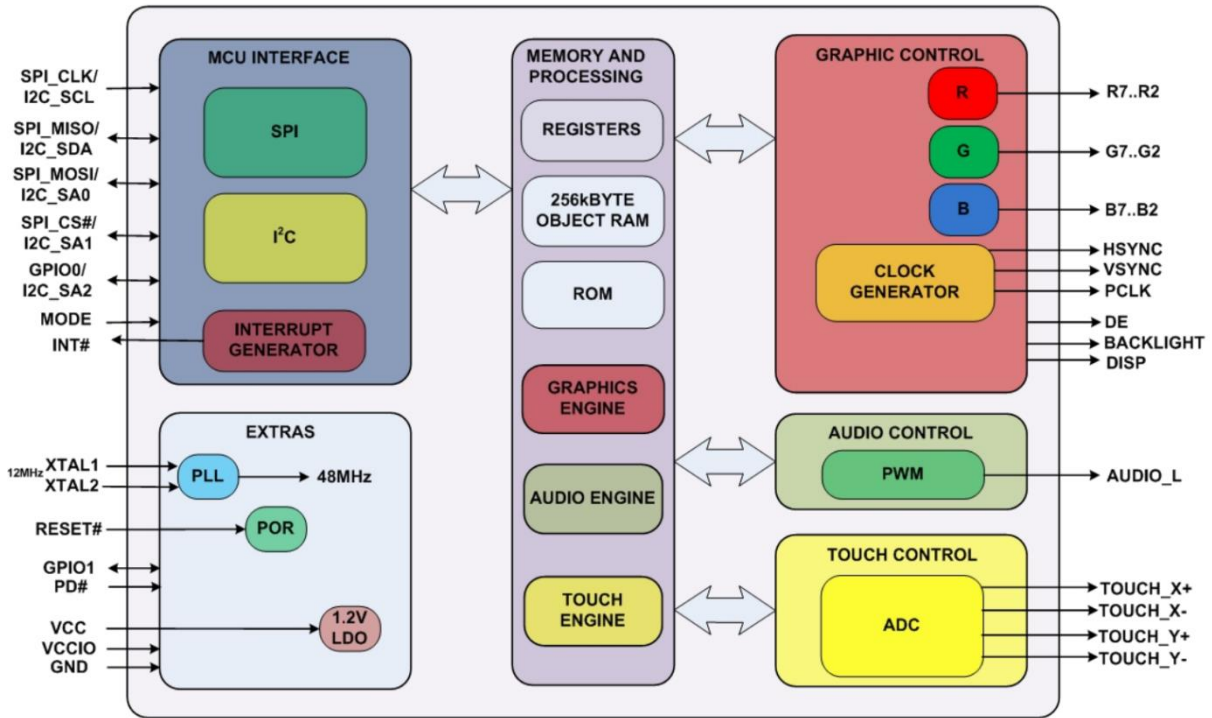 MCU INTERFACE
SPI_CLK/
I2C_SCL
SPI_MISO/
I2C_SDA
SPI_MOSI/
I2C_SA0
SPI_CS#/
I2C_SA1
GPIO0/
I2C_SA2
MODE
INT#
SPI
I²C
INTERRUPT
GENERATOR
EXTRAS
12MHz
XTAL1
XTAL2
PLL
48MHz
RESET#
POR
GPIO1
PD#
VCC
VCCIO
GND
1.2V
LDO
MEMORY AND
PROCESSING
REGISTERS
256kBYTE
OBJECT RAM
ROM
GRAPHICS
ENGINE
AUDIO ENGINE
TOUCH
ENGINE
GRAPHIC CONTROL
R
R7..R2
G
G7..G2
B
B7..B2
CLOCK
GENERATOR
HSYNC
VSYNC
PCLK
DE
BACKLIGHT
DISP
AUDIO CONTROL
PWM
AUDIO_L
TOUCH CONTROL
ADC
TOUCH_X+
TOUCH_X-
TOUCH_Y+
TOUCH_Y-